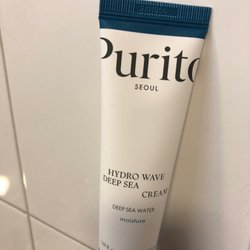 Purito
SEOUL
HYDRO WAVE
DEEP SEA
CREAM
DEEP SEA WATER
moisture